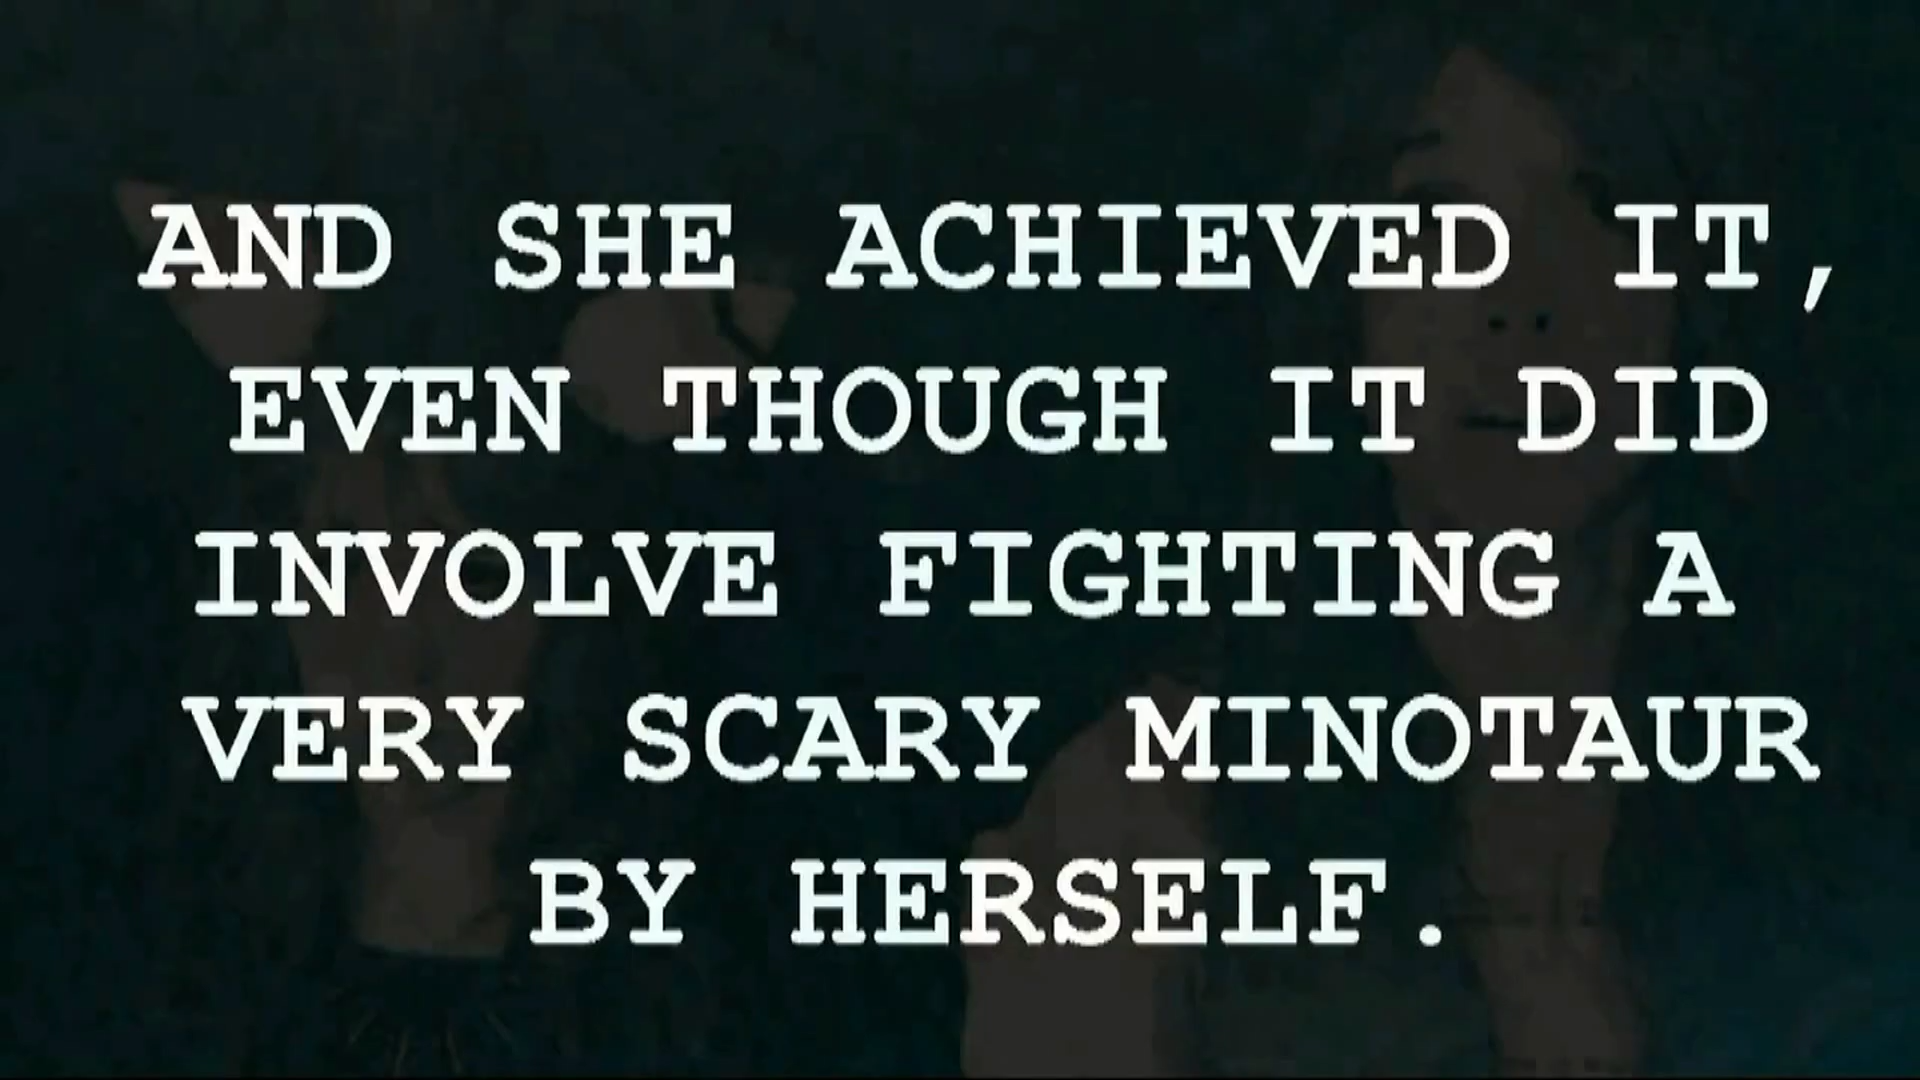 AND SHE ACHIEVED IT,
EVEN THOUGH IT DID
INVOLVE FIGHTING A
VERY SCARY MINOTAUR
BY HERSELF.